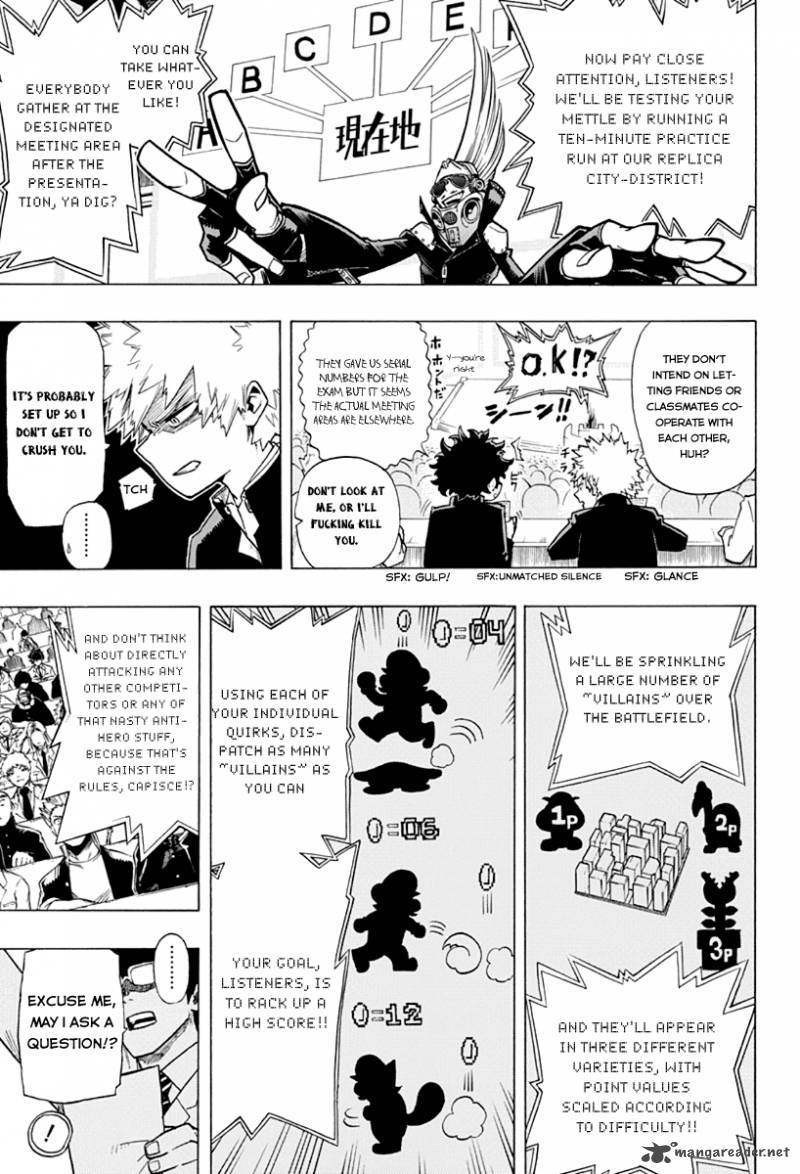 NOW PAY CLOSE
ATTENTION, LISTENERS!
WE'LL BE TESTING YOUR
METTLE BY RUNNING A
TEN-MINUTE PRACTICE
RUN AT OUR REPLICA
CITY-DISTRICT!
A
B
C
D
E
現在地
YOU CAN
TAKE WHAT-
EVER YOU
LIKE!
EVERYBODY
GATHER AT THE
DESIGNATED
MEETING AREA
AFTER THE
PRESENTA-
TION, YA DIG?
THEY DON'T
INTEND ON LET-
TING FRIENDS OR
CLASSMATES CO-
OPERATE WITH
EACH OTHER,
HUH?
O.K!?
シーン!!
チラ
Y--you're
right
ホホントだ
THEY GAVE US SERIAL
NUMBERS FOR THE
EXAM BUT IT SEEMS
THE ACTUAL MEETING
AREAS ARE ELSEWHERE.
DON'T LOOK AT
ME, OR I'LL
FUCKING KILL
YOU.
SFX: GULP!
SFX:UNMATCHED SILENCE
SFX: GLANCE
IT'S PROBABLY
SET UP SO I
DON'T GET TO
CRUSH YOU.
TCH
......
WE'LL BE SPRINKLING
A LARGE NUMBER OF
"VILLAINS" OVER
THE BATTLEFIELD.
1P
2P
3P
AND THEY'LL APPEAR
IN THREE DIFFERENT
VARIETIES, WITH
POINT VALUES
SCALED ACCORDING
TO DIFFICULTY!!
0=04
USING EACH OF
YOUR INDIVIDUAL
QUIRKS, DIS-
PATCH AS MANY
"VILLAINS" AS
YOU CAN
0=06
YOUR GOAL,
LISTENERS, IS
TO RACK UP A
HIGH SCORE!!
0=12
AND DON'T THINK
ABOUT DIRECTLY
ATTACKING ANY
OTHER COMPETI-
TORS OR ANY OF
THAT NASTY ANTI-
HERO STUFF,
BECAUSE THAT'S
AGAINST THE
RULES, CAPISCE!?
......
EXCUSE ME,
MAY I ASK A
QUESTION!?
!
mangareader.net